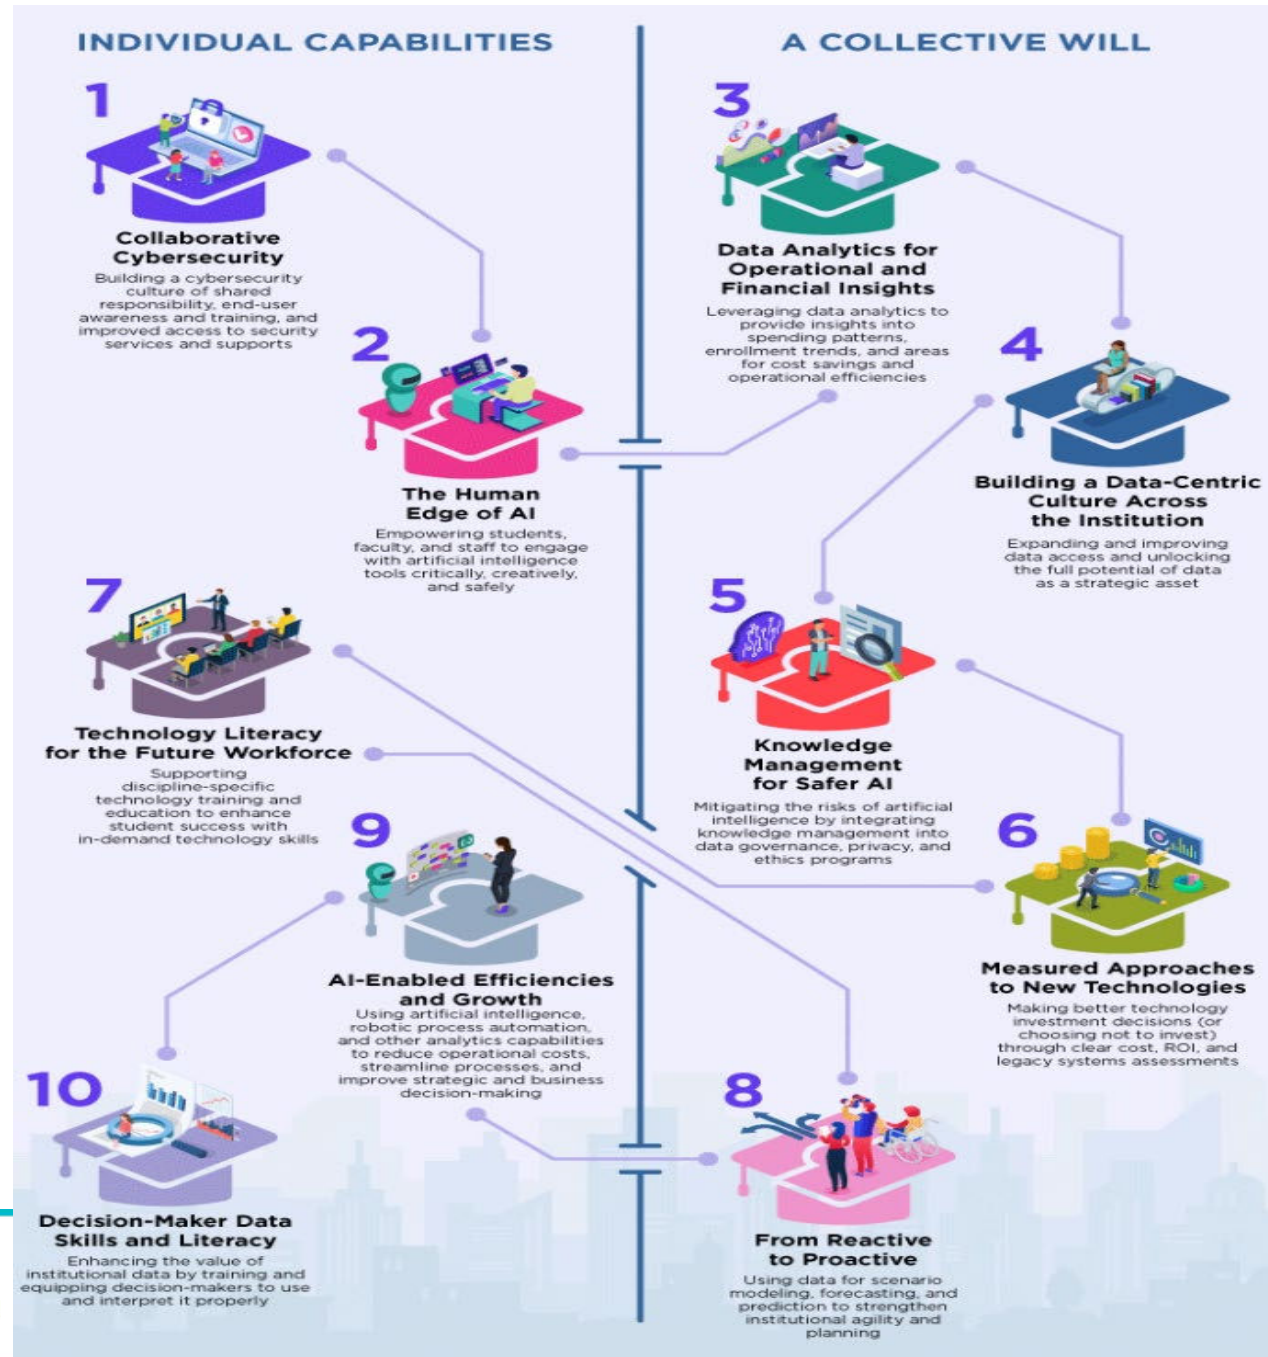 INDIVIDUAL CAPABILITIES
A COLLECTIVE WILL
1
Collaborative
Cybersecurity
Building a cybersecurity
culture of shared
responsibility, end-user
awareness and training, and
improved access to security
services and supports
2
The Human
Edge of AI
Empowering students,
faculty, and staff to engage
with artificial intelligence
tools critically, creatively,
and safely
3
Data Analytics for
Operational and
Financial Insights
Leveraging data analytics to
provide insights into
spending patterns,
enrollment trends, and areas
for cost savings and
operational efficiencies
4
Building a Data-Centric
Culture Across
the Institution
Expanding and improving
data access and unlocking
the full potential of data
as a strategic asset
5
Knowledge
Management
for Safer AI
Mitigating the risks of artificial
intelligence by integrating
knowledge management into
data governance, privacy, and
ethics programs
6
Measured Approaches
to New Technologies
Making better technology
investment decisions (or
choosing not to invest)
through clear cost, ROI, and
legacy systems assessments
7
Technology Literacy
for the Future Workforce
Supporting
discipline-specific
technology training and
education to enhance
student success with
in-demand technology skills
8
From Reactive
to Proactive
Using data for scenario
modeling, forecasting, and
prediction to strengthen
institutional agility and
planning
9
AI-Enabled Efficiencies
and Growth
Using artificial intelligence,
robotic process automation,
and other analytics capabilities
to reduce operational costs,
streamline processes, and
improve strategic and business
decision-making
10
Decision-Maker Data
Skills and Literacy
Enhancing the value of
institutional data by training and
equipping decision-makers to use
and interpret it properly